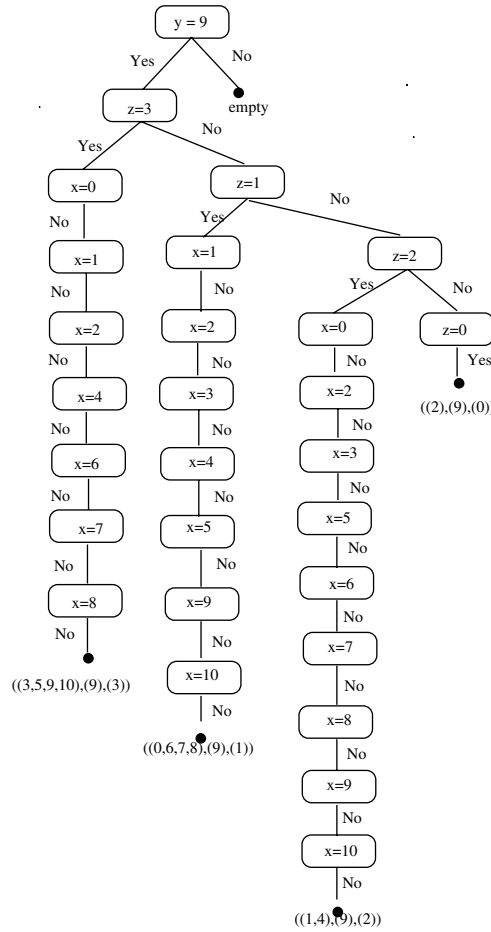 y = 9
Yes
No
z=3
empty
Yes
No
x=0
z=1
No
Yes
No
x=1
x=1
z=2
No
No
Yes
No
x=2
x=2
x=0
z=0
No
No
No
Yes
x=4
x=3
x=2
((2),(9),(0))
No
No
No
x=6
x=4
x=3
No
No
No
x=7
x=5
x=5
No
No
No
x=8
x=9
x=6
No
No
No
((3,5,9,10),(9),(3))
x=10
x=7
No
No
((0,6,7,8),(9),(1))
x=8
No
x=9
No
x=10
No
((1,4),(9),(2))